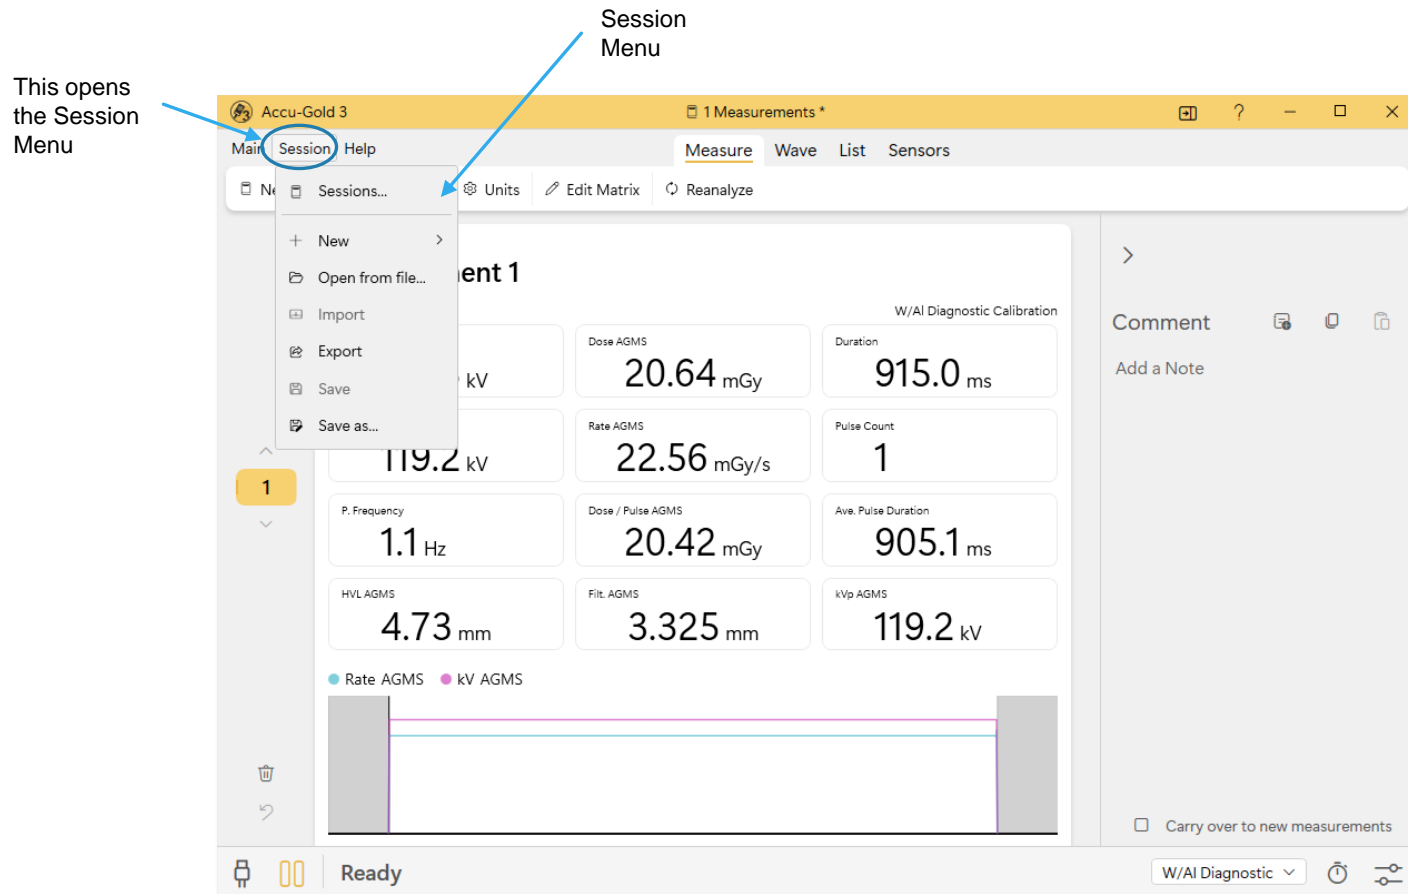 Session
Menu
This opens
the Session
Menu
Accu-Gold 3
1 Measurements *
?
Main Session Help
Measure Wave List Sensors
Units Edit Matrix Reanalyze
Sessions...
New
Open from file...
Import
Export
Save
Save as...
1
W/Al Diagnostic Calibration
kV
Dose AGMS
20.64 mGy
Duration
915.0 ms
119.2 kV
Rate AGMS
22.56 mGy/s
Pulse Count
1
P. Frequency
1.1 Hz
Dose / Pulse AGMS
20.42 mGy
Ave. Pulse Duration
905.1 ms
HVL AGMS
4.73 mm
Filt. AGMS
3.325 mm
kVp AGMS
119.2 kV
Rate AGMS kV AGMS
1
Comment
Add a Note
Carry over to new measurements
Ready
W/Al Diagnostic